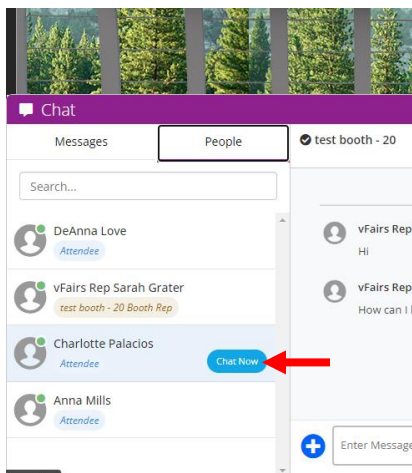 Chat
Messages People
Search...
DeAnna Love
Attendee
vFairs Rep Sarah Grater
test booth - 20 Booth Rep
Charlotte Palacios
Attendee
Chat Now
Anna Mills
Attendee
test booth - 20
vFairs Rep
Hi
vFairs Rep
How can I
Enter Message